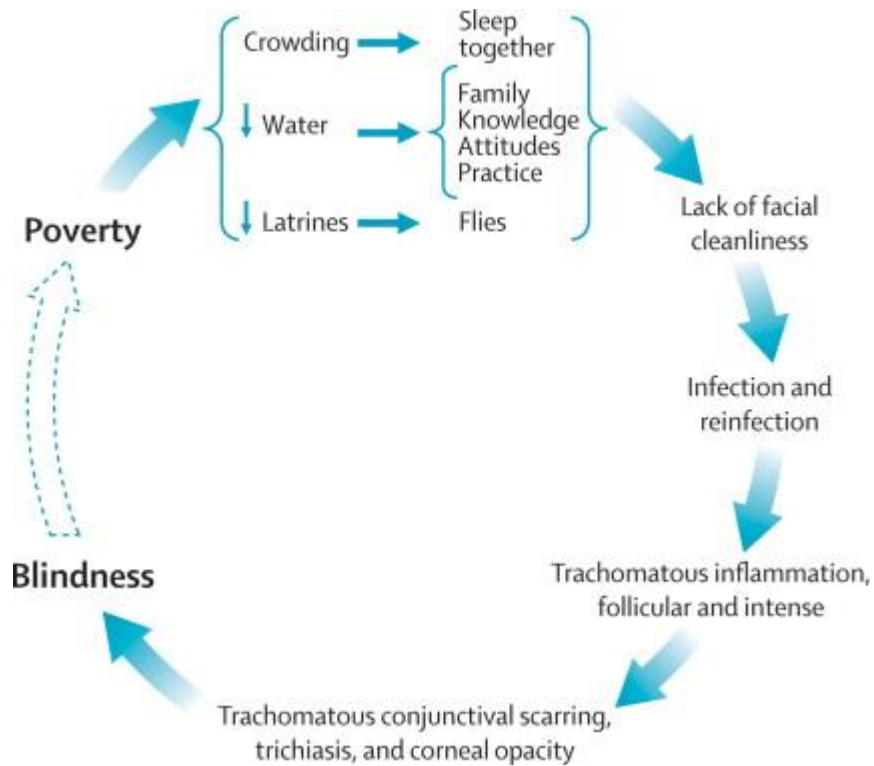 Crowding
Sleep
together
Water
Family
Knowledge
Attitudes
Practice
Latrines
Flies
Poverty
Lack of facial
cleanliness
Infection and
reinfection
Trachomatous inflammation,
follicular and intense
Trachomatous conjunctival scarring,
trichiasis, and corneal opacity
Blindness